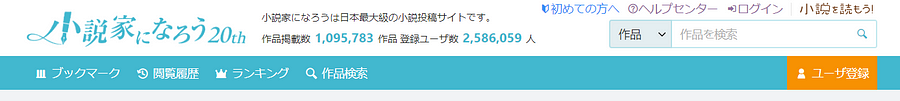 小説家になろう 20th
小説家になろうは日本最大級の小説投稿サイトです。
作品掲載数 1,095,783 作品 登録ユーザ数 2,586,059 人
初めての方へ ヘルプセンター ログイン 小説を読もう!
作品 作品を検索
ブックマーク 閲覧履歴 ランキング 作品検索 ユーザ登録